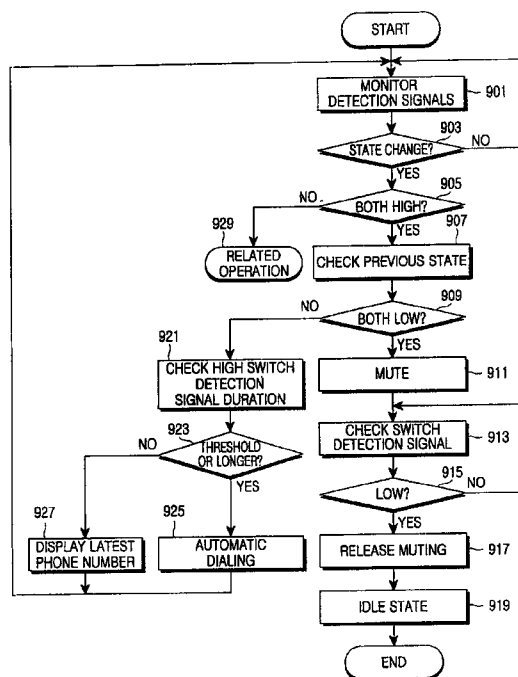 START
MONITOR
DETECTION SIGNALS
901
903
STATE CHANGE?
NO
YES
905
NO
BOTH HIGH?
907
929
YES
RELATED
OPERATION
CHECK PREVIOUS STATE
909
NO
BOTH LOW?
921
YES
CHECK HIGH SWITCH
DETECTION
SIGNAL DURATION
MUTE
911
923
CHECK SWITCH
DETECTION SIGNAL
913
NO
THRESHOLD
OR LONGER?
915
LOW?
NO
YES
927
925
YES
DISPLAY LATEST
PHONE NUMBER
AUTOMATIC
DIALING
RELEASE MUTING
917
IDLE STATE
919
END